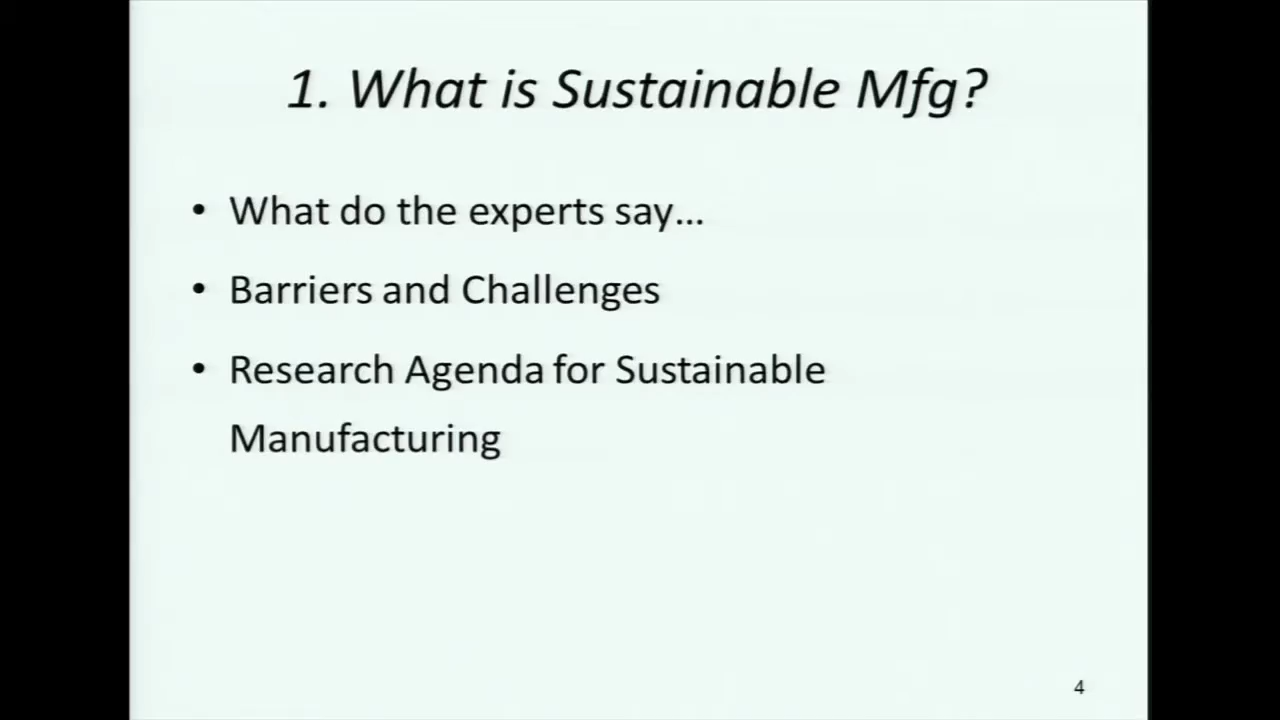 1. What is Sustainable Mfg?
• What do the experts say…
• Barriers and Challenges
• Research Agenda for Sustainable
Manufacturing
4